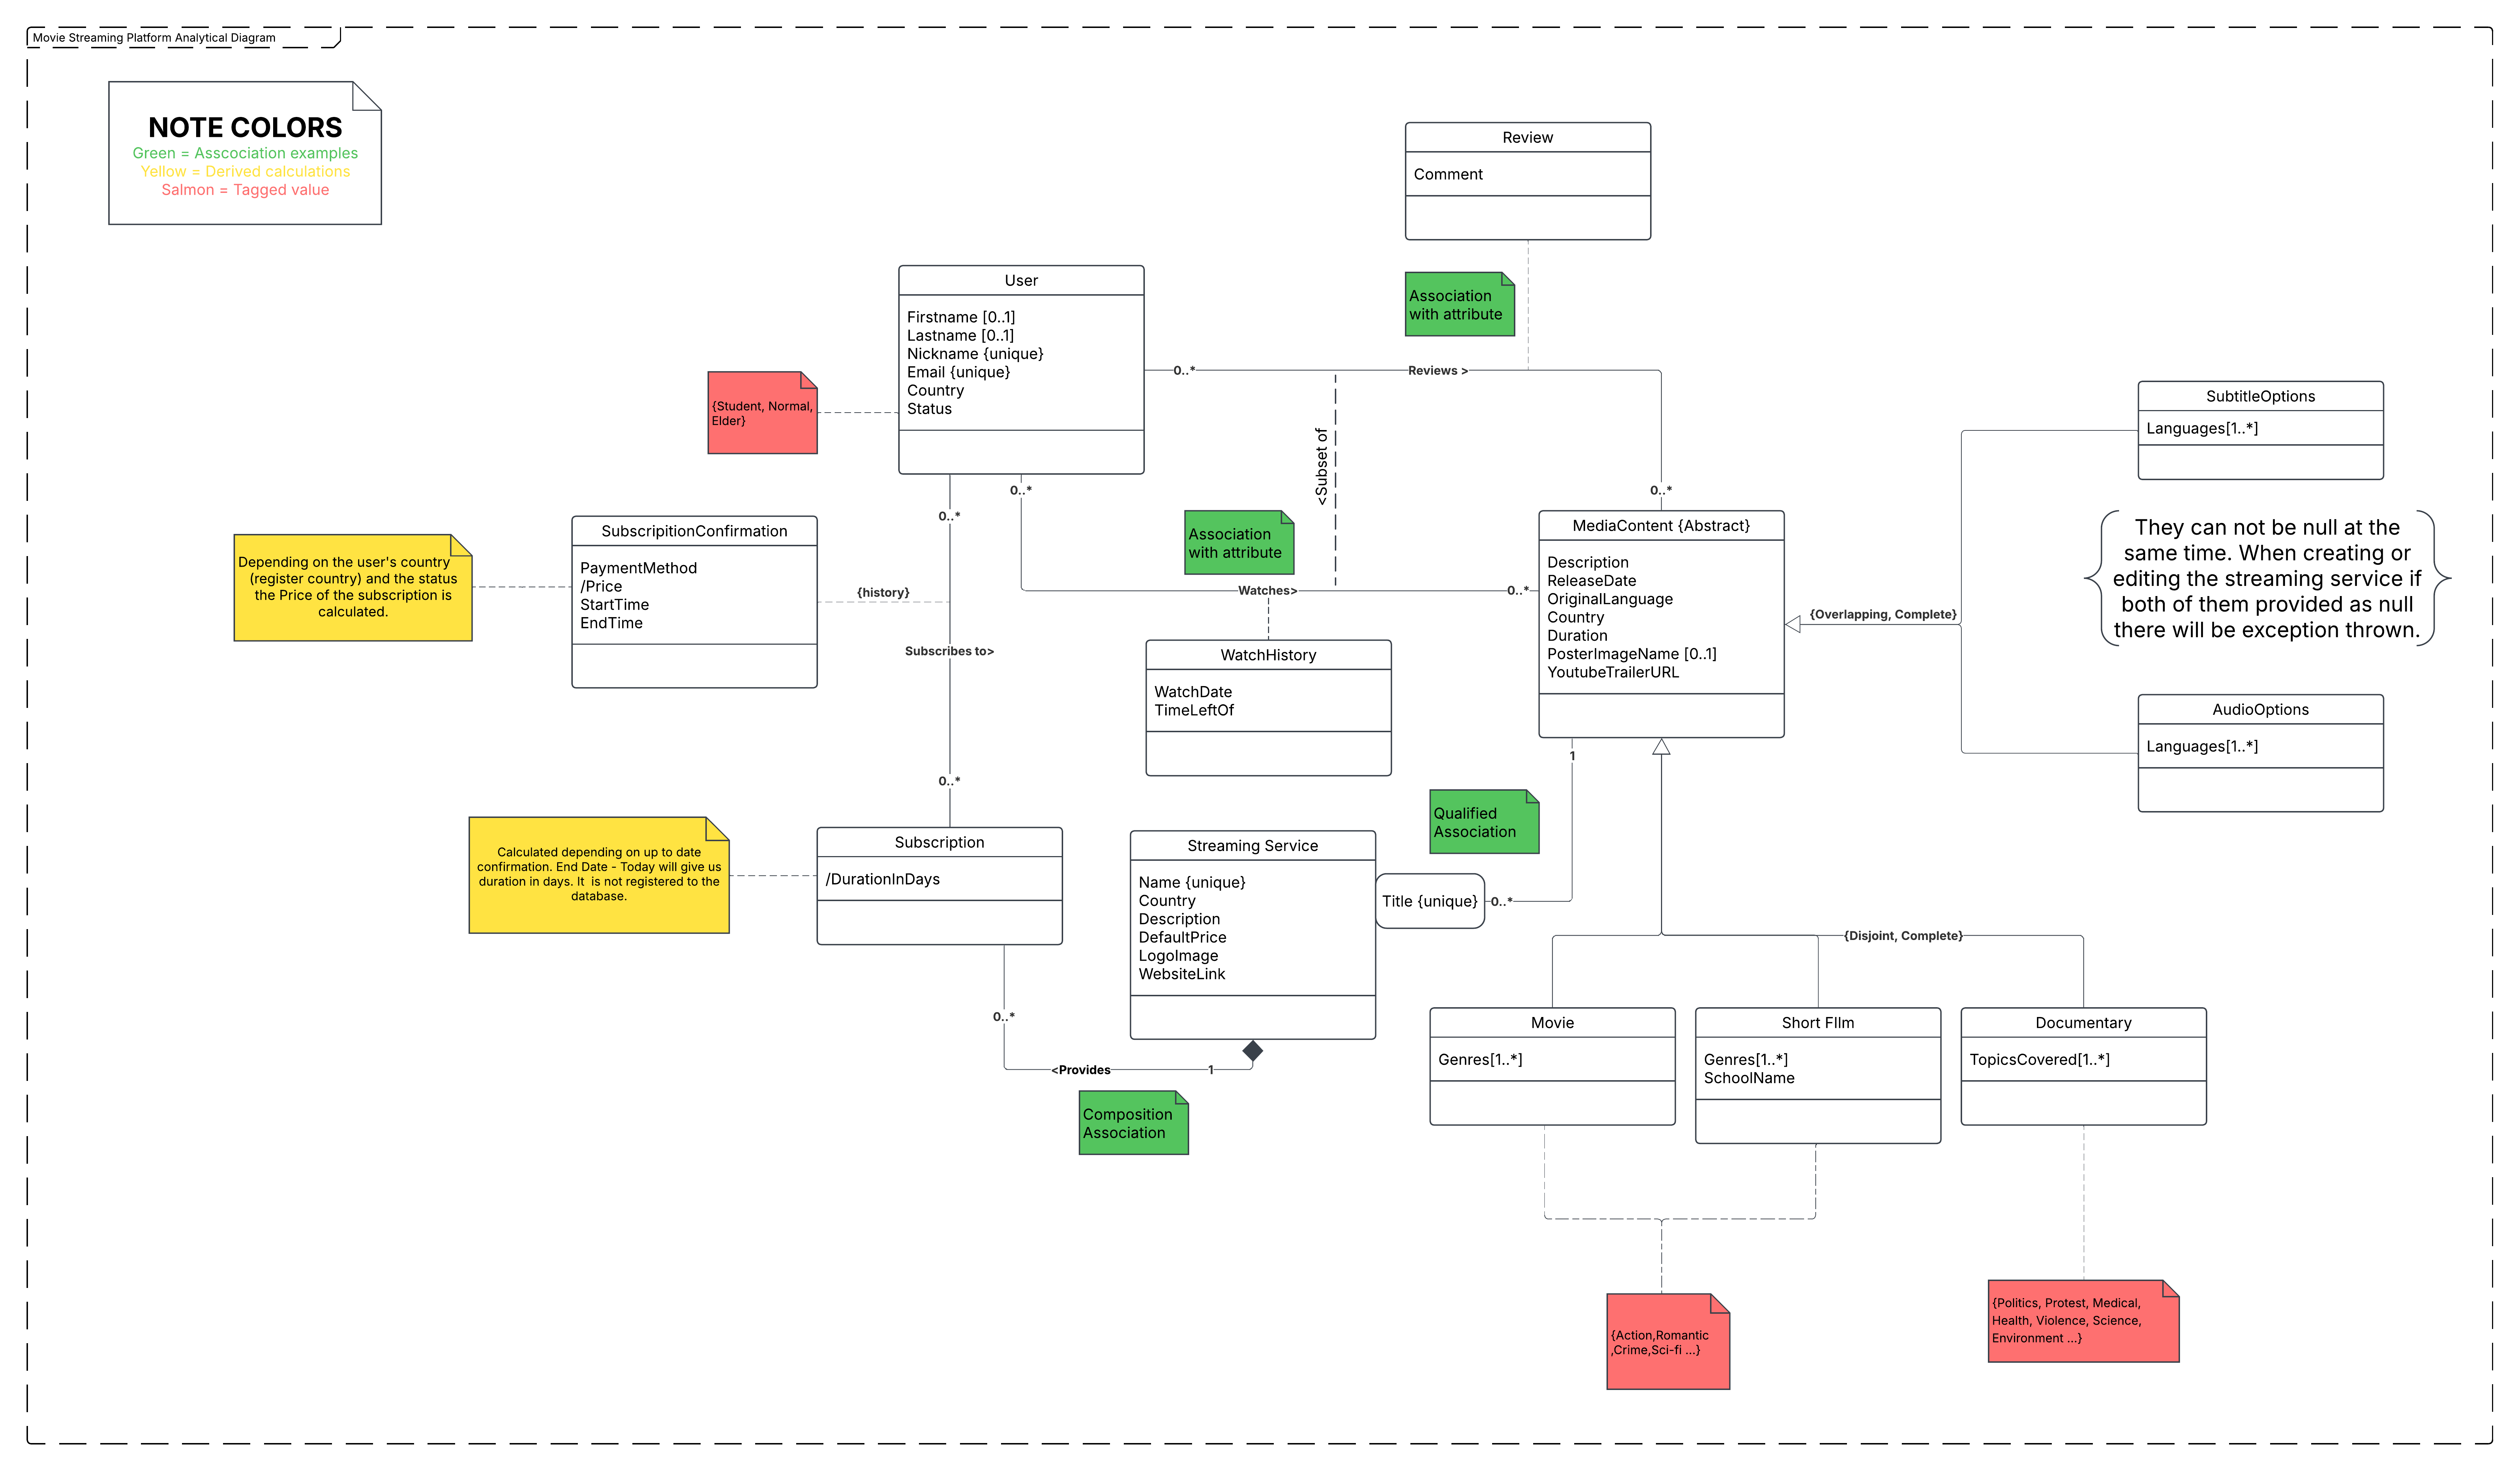 Movie Streaming Platform Analytical Diagram
NOTE COLORS
Green = Asscociation examples
Yellow = Derived calculations
Salmon = Tagged value
Review
Comment
Association
with attribute
User
Firstname [0..1]
Lastname [0..1]
Nickname {unique}
Email {unique}
Country
Status
{Student, Normal,
Elder}
0..*
Reviews >
0..*
<Subset of
SubtitleOptions
Languages[1..*]
They can not be null at the
same time. When creating or
editing the streaming service if
both of them provided as null
there will be exception thrown.
{Overlapping, Complete}
AudioOptions
Languages[1..*]
MediaContent {Abstract}
Description
ReleaseDate
OriginalLanguage
Country
Duration
PosterImageName [0..1]
YoutubeTrailerURL
0..*
0..*
Association
with attribute
Watches>
0..*
WatchHistory
WatchDate
TimeLeftOf
SubscripitionConfirmation
PaymentMethod
/Price
StartTime
EndTime
{history}
Depending on the user's country
(register country) and the status
the Price of the subscription is
calculated.
Subscribes to>
0..*
Subscription
/DurationInDays
Calculated depending on up to date
confirmation. End Date - Today will give us
duration in days. It  is not registered to the
database.
Streaming Service
Name {unique}
Country
Description
DefaultPrice
LogoImage
WebsiteLink
Title {unique}
0..*
1
Qualified
Association
0..*
<Provides
1
Composition
Association
{Disjoint, Complete}
Movie
Genres[1..*]
Short FIlm
Genres[1..*]
SchoolName
Documentary
TopicsCovered[1..*]
{Action,Romantic
,Crime,Sci-fi ...}
{Politics, Protest, Medical,
Health, Violence, Science,
Environment ...}